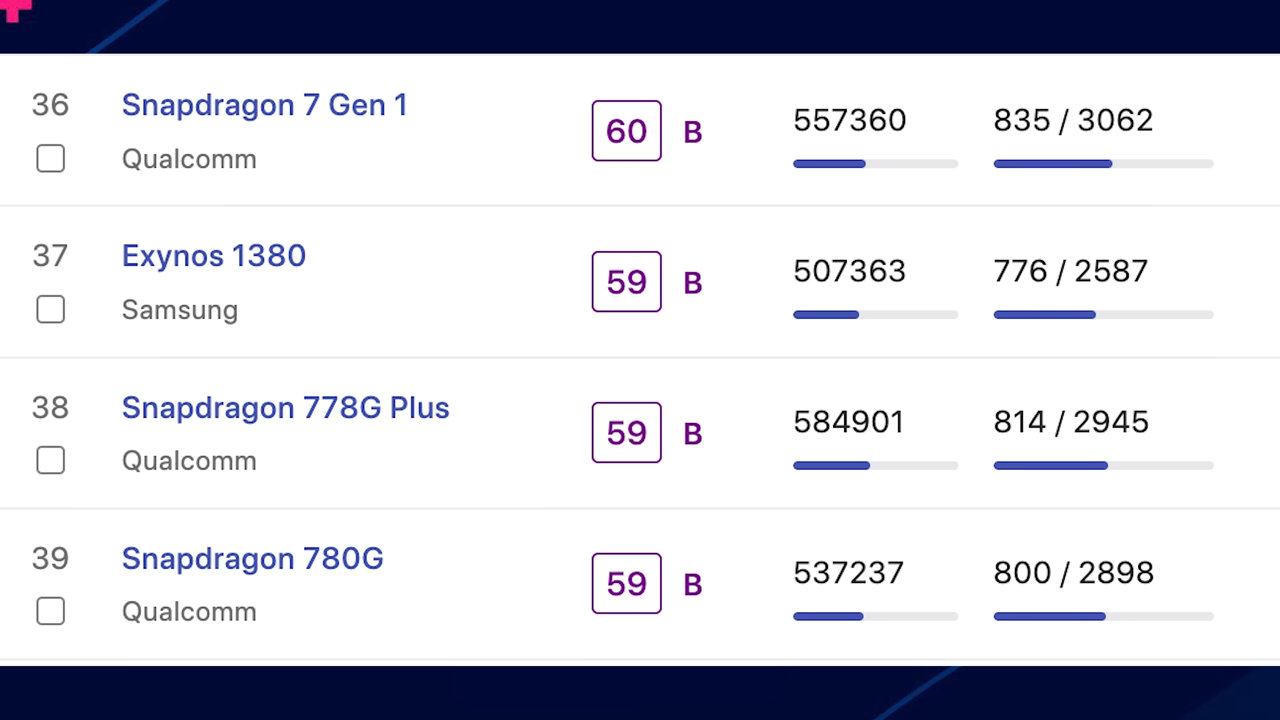 36 Snapdragon 7 Gen 1 60 B 557360 835 / 3062
Qualcomm
37 Exynos 1380 59 B 507363 776 / 2587
Samsung
38 Snapdragon 778G Plus 59 B 584901 814 / 2945
Qualcomm
39 Snapdragon 780G 59 B 537237 800 / 2898
Qualcomm